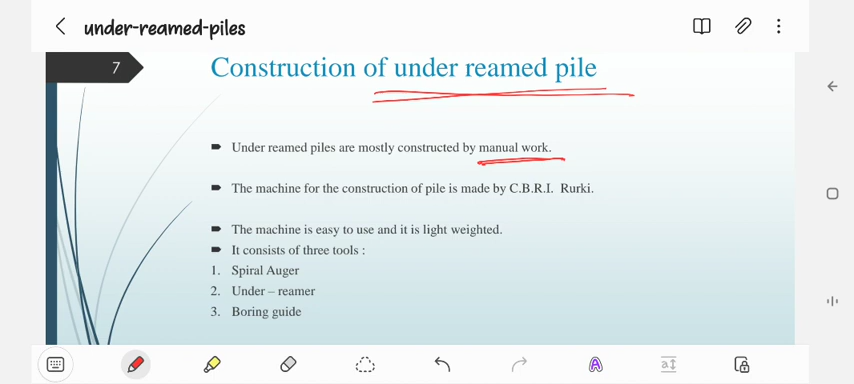 under-reamed-piles
7
Construction of under reamed pile
Under reamed piles are mostly constructed by manual work.
The machine for the construction of pile is made by C.B.R.I. Rurki.
The machine is easy to use and it is light weighted.
It consists of three tools :
1. Spiral Auger
2. Under – reamer
3. Boring guide